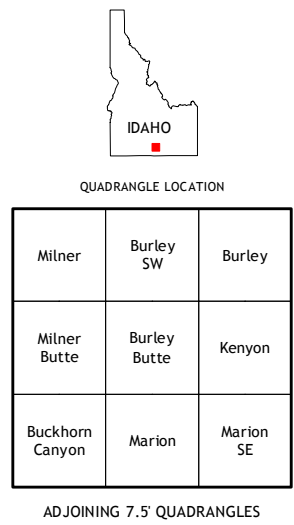 IDAHO
QUADRANGLE LOCATION
Milner
Burley
SW
Burley
Milner
Butte
Burley
Butte
Kenyon
Buckhorn
Canyon
Marion
Marion
SE
ADJOINING 7.5' QUADRANGLES